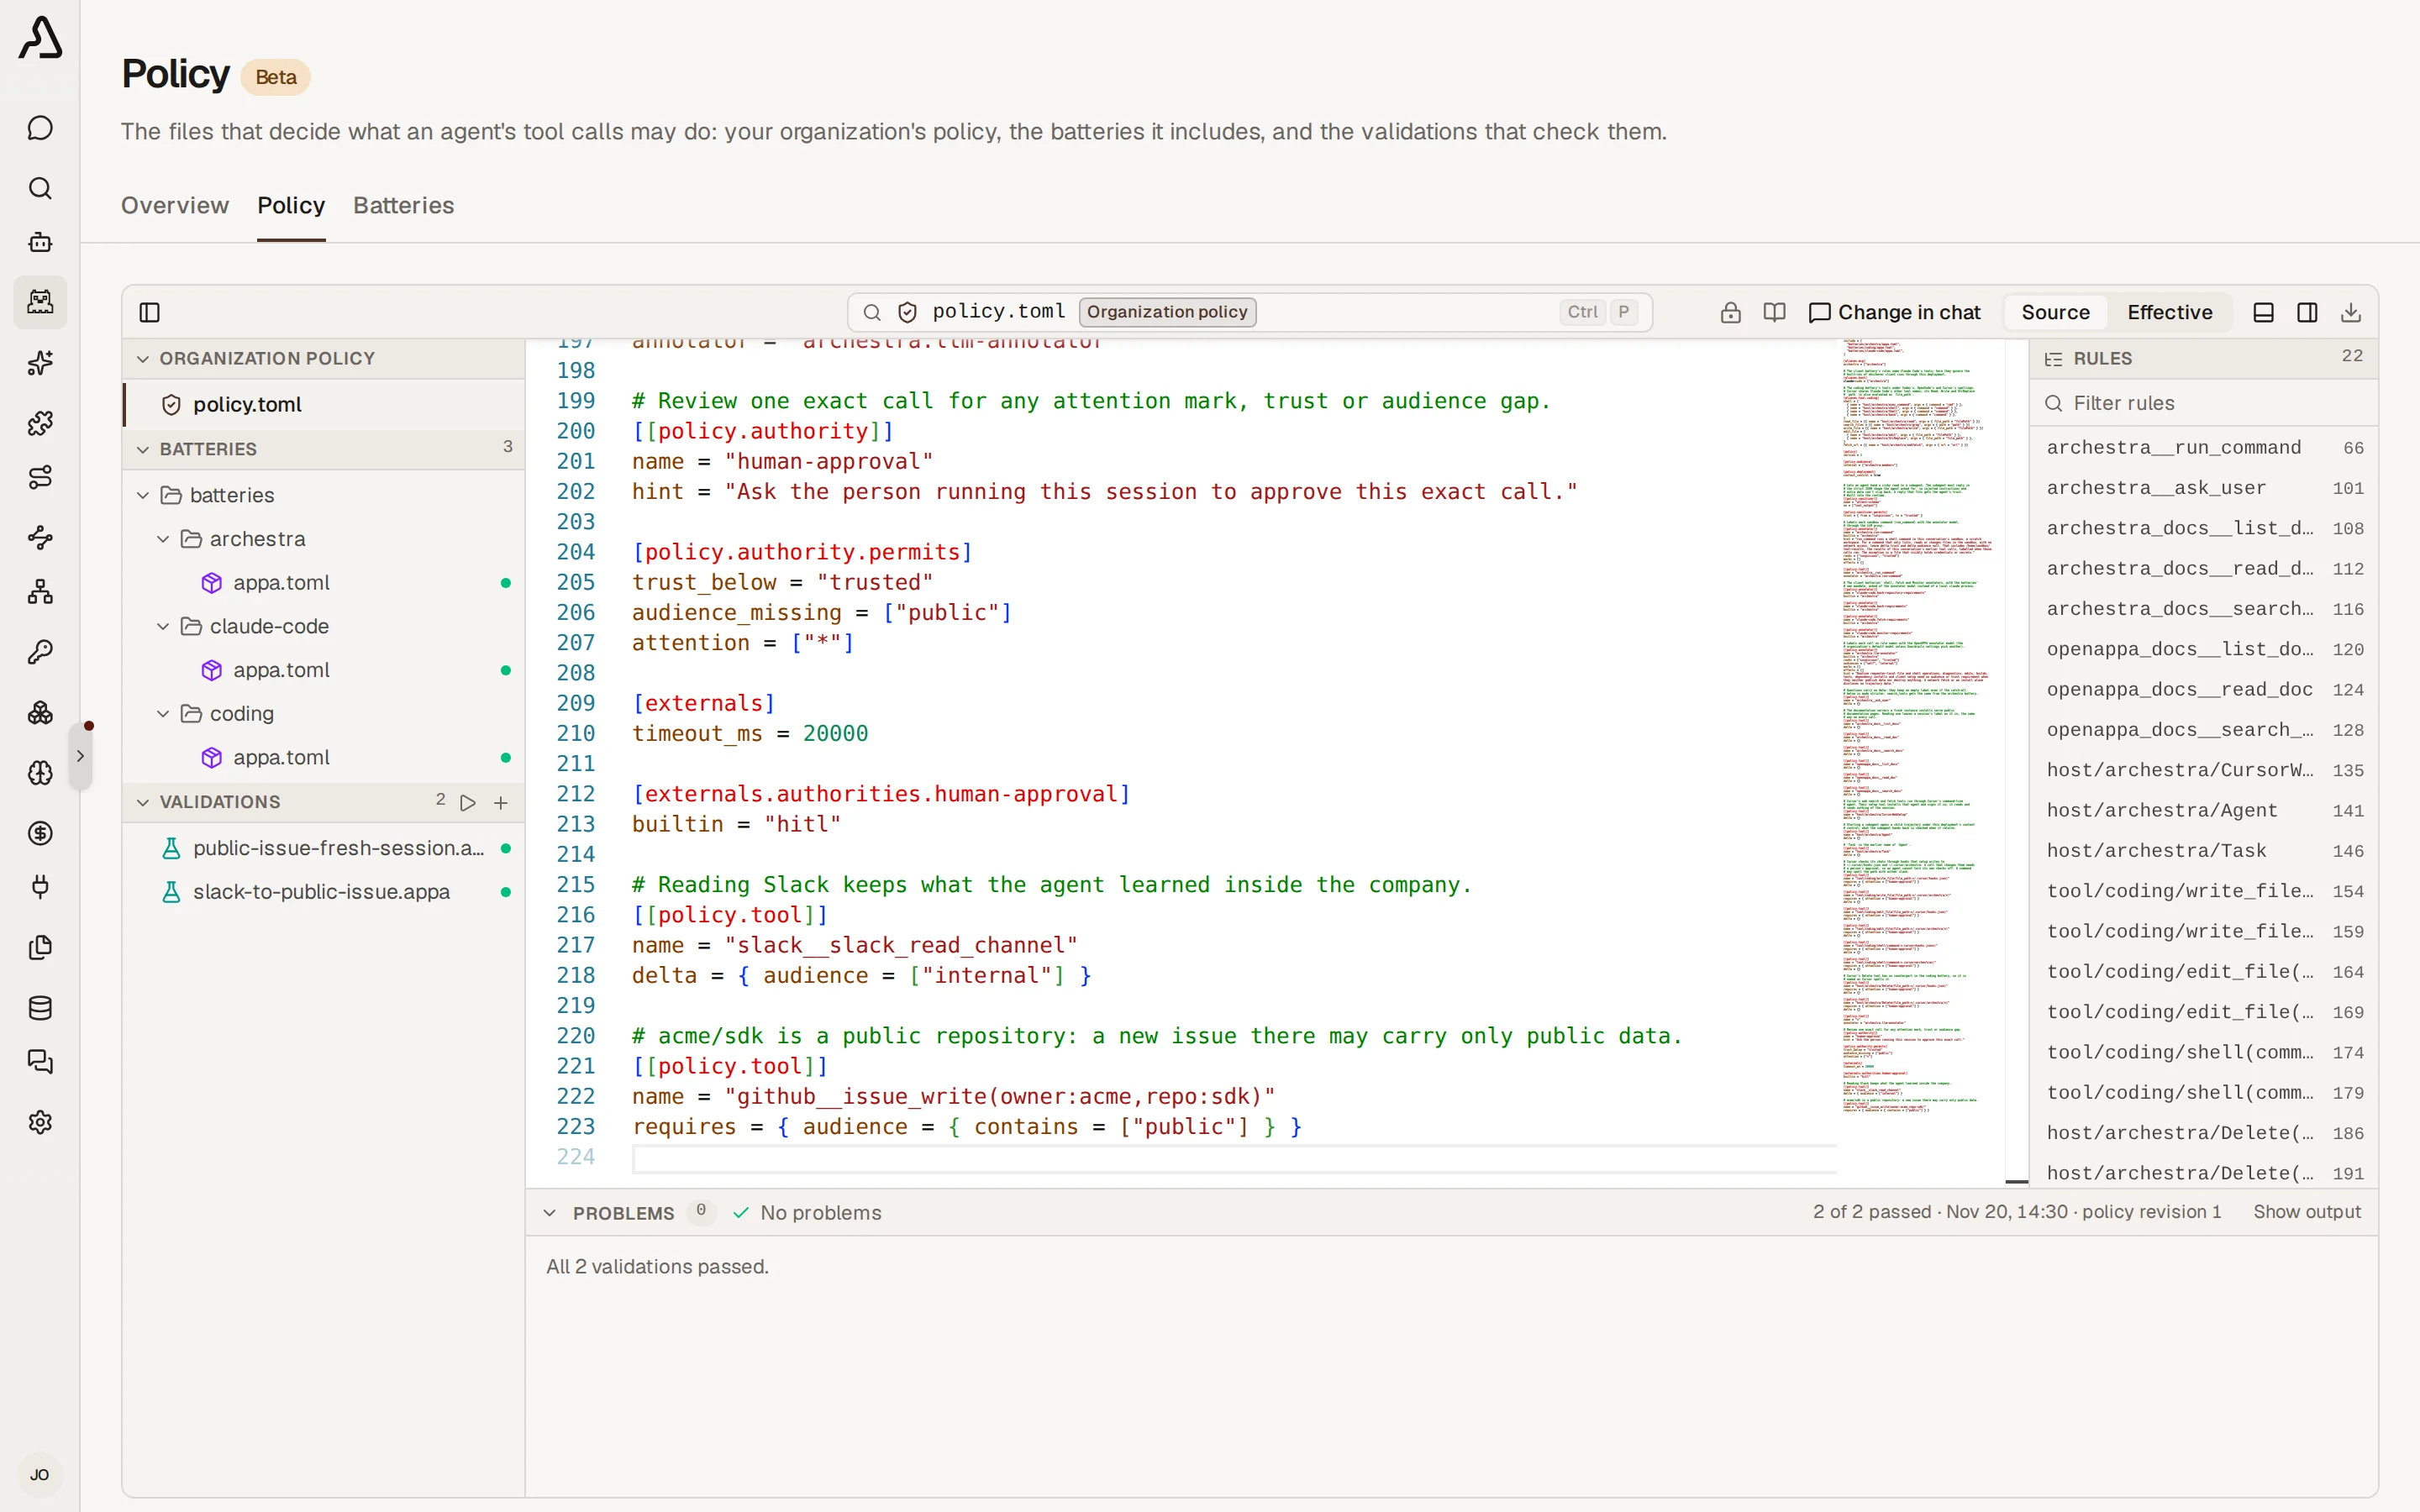 Policy Beta
The files that decide what an agent's tool calls may do: your organization's policy, the batteries it includes, and the validations that check them.
Overview Policy Batteries
policy.toml Organization policy Ctrl P
Change in chat Source Effective
ORGANIZATION POLICY
policy.toml
BATTERIES 3
batteries
archestra
appa.toml
claude-code
appa.toml
coding
appa.toml
VALIDATIONS 2
public-issue-fresh-session.a…
slack-to-public-issue.appa
197 annotator = "archestra.llm-annotator"
198
199 # Review one exact call for any attention mark, trust or audience gap.
200 [[policy.authority]]
201 name = "human-approval"
202 hint = "Ask the person running this session to approve this exact call."
203
204 [policy.authority.permits]
205 trust_below = "trusted"
206 audience_missing = ["public"]
207 attention = ["*"]
208
209 [externals]
210 timeout_ms = 20000
211
212 [externals.authorities.human-approval]
213 builtin = "hitl"
214
215 # Reading Slack keeps what the agent learned inside the company.
216 [[policy.tool]]
217 name = "slack__slack_read_channel"
218 delta = { audience = ["internal"] }
219
220 # acme/sdk is a public repository: a new issue there may carry only public data.
221 [[policy.tool]]
222 name = "github__issue_write(owner:acme,repo:sdk)"
223 requires = { audience = { contains = ["public"] } }
224
RULES 22
Filter rules
archestra__run_command 66
archestra__ask_user 101
archestra_docs__list_d… 108
archestra_docs__read_d… 112
archestra_docs__search… 116
openappa_docs__list_do… 120
openappa_docs__read_doc 124
openappa_docs__search_… 128
host/archestra/CursorW… 135
host/archestra/Agent 141
host/archestra/Task 146
tool/coding/write_file… 154
tool/coding/write_file… 159
tool/coding/edit_file(… 164
tool/coding/edit_file(… 169
tool/coding/shell(comm… 174
tool/coding/shell(comm… 179
host/archestra/Delete(… 186
host/archestra/Delete(… 191
PROBLEMS 0 No problems
2 of 2 passed · Nov 20, 14:30 · policy revision 1 Show output
All 2 validations passed.
JO